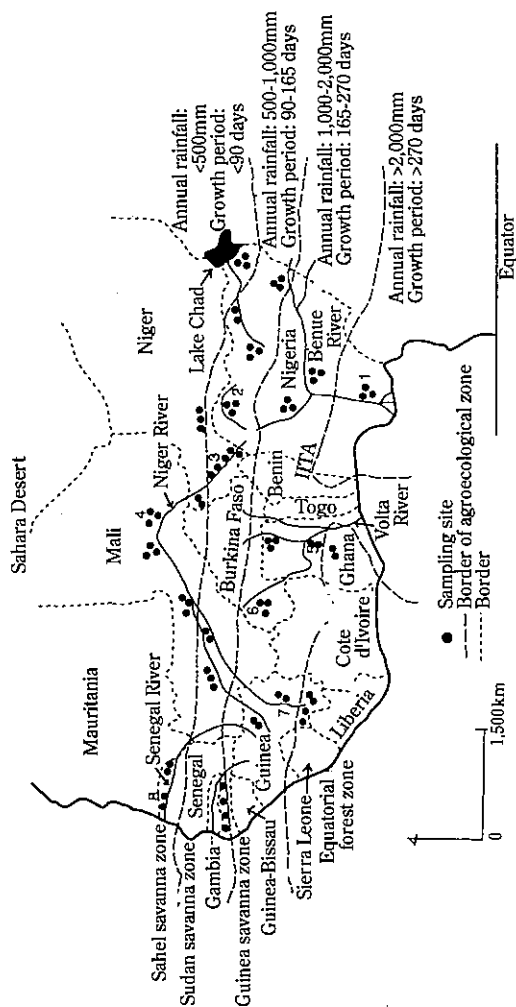 Sahara Desert
Mauritania
Mali
Niger
Niger River
Lake Chad
Annual rainfall:
<500mm
Growth period:
<90 days
Annual rainfall: 500-1,000mm
Growth period: 90-165 days
Annual rainfall: 1,000-2,000mm
Growth period: 165-270 days
Annual rainfall: >2,000mm
Growth period: >270 days
Equator
Sahel savanna zone
Sudan savanna zone
Gambia
Guinea savanna zone
Guinea-Bissau
Sierra Leone
Equatorial
forest zone
Senegal River
Senegal
Guinea
Liberia
Cote
d'Ivoire
Burkina Faso
Ghana
Togo
Benin
Volta
River
IITA
Nigeria
Benue
River
1
2
3
4
5
6
7
8
Sampling site
Border of agroecological zone
Border
0
1,500km